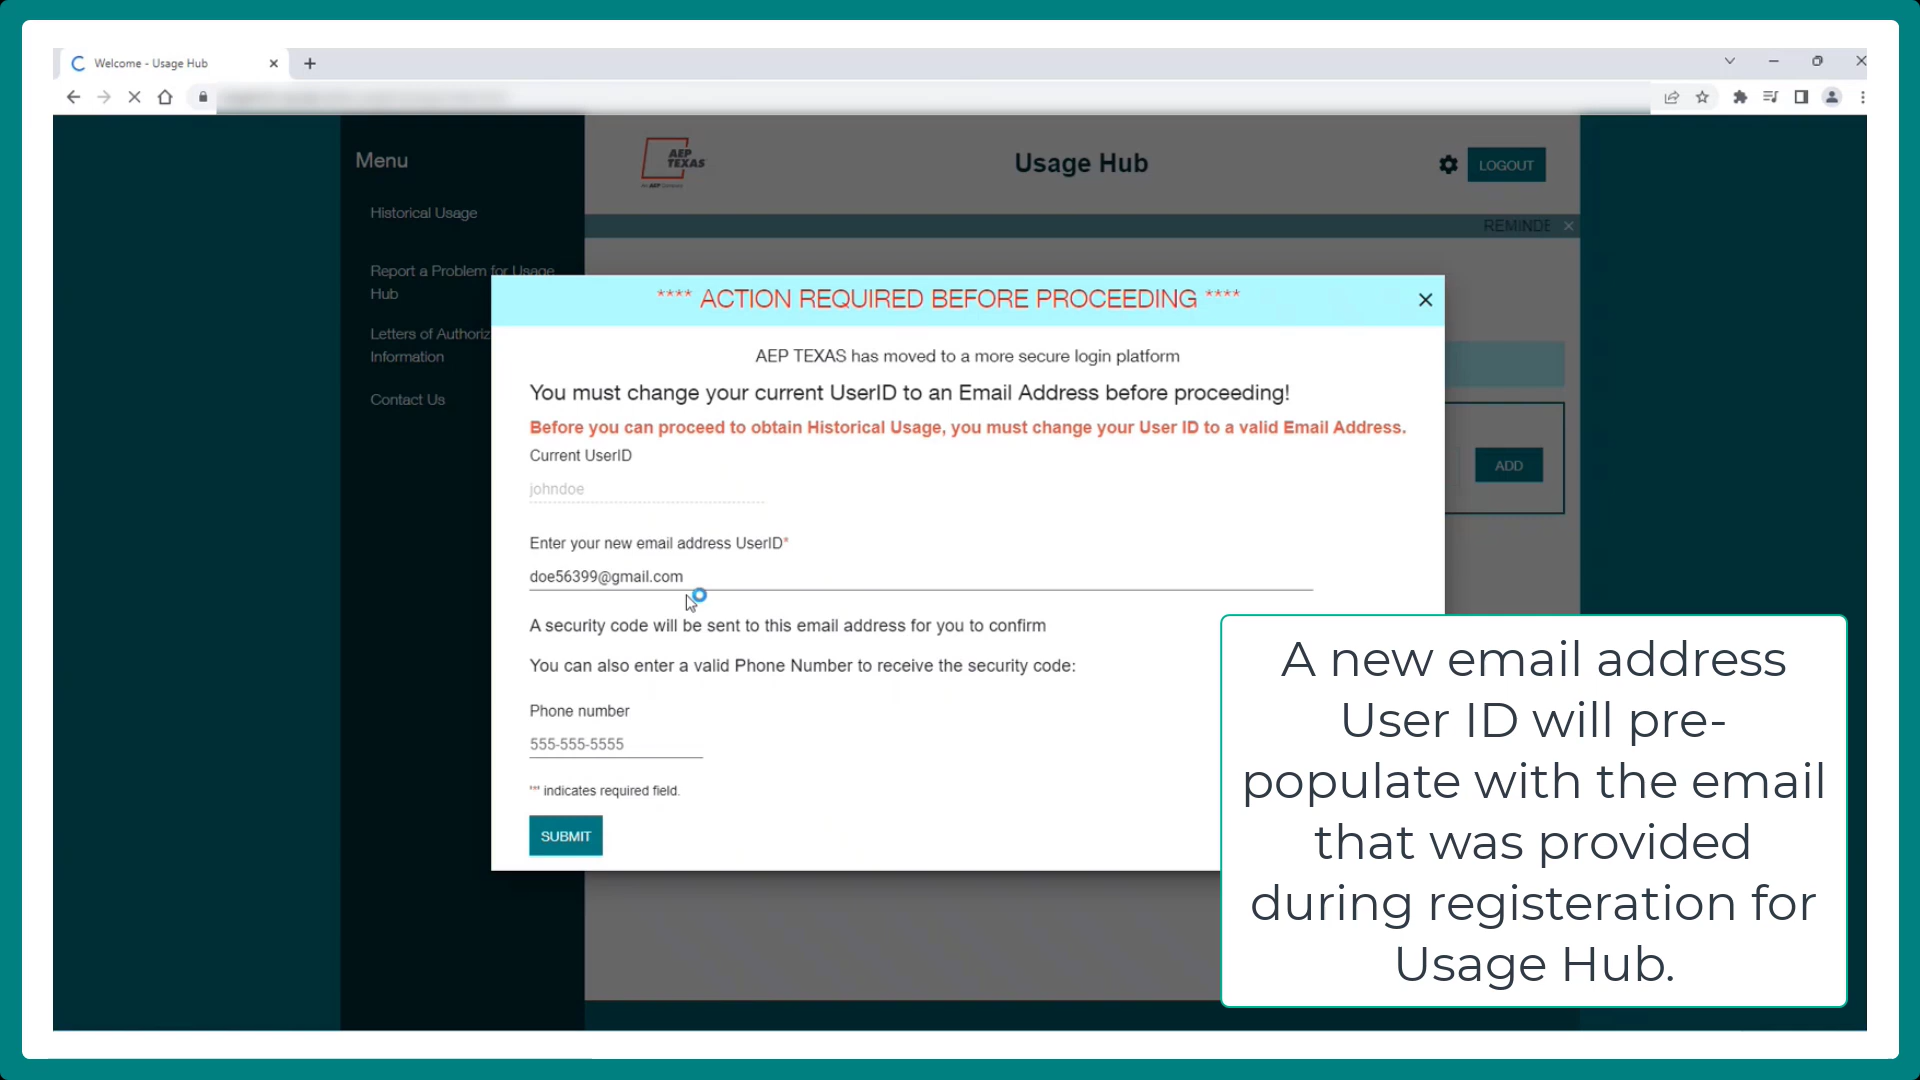 Welcome - Usage Hub
Menu
AEP
TEXAS
An AEP Company
Usage Hub
LOGOUT
Historical Usage
REMINDE
Report a Problem for Usage
Hub
Letters of Authoriz
Information
Contact Us
**** ACTION REQUIRED BEFORE PROCEEDING ****
AEP TEXAS has moved to a more secure login platform
You must change your current UserID to an Email Address before proceeding!
Before you can proceed to obtain Historical Usage, you must change your User ID to a valid Email Address.
Current UserID
johndoe
ADD
Enter your new email address UserID*
doe56399@gmail.com
A security code will be sent to this email address for you to confirm
You can also enter a valid Phone Number to receive the security code:
Phone number
555-555-5555
"*" indicates required field.
SUBMIT
A new email address
User ID will pre-
populate with the email
that was provided
during registeration for
Usage Hub.